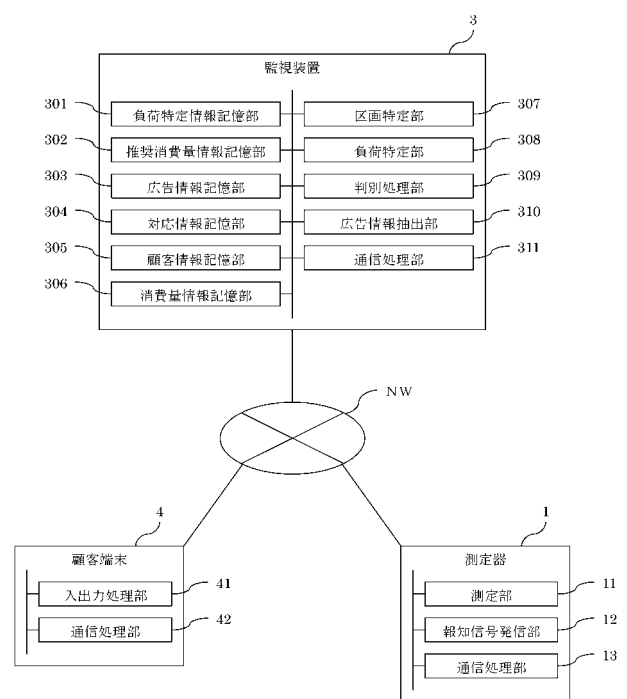 3
監視装置
301 負荷特定情報記憶部 区画特定部 307
302 推奨消費量情報記憶部 負荷特定部 308
303 広告情報記憶部 判別処理部 309
304 対応情報記憶部 広告情報抽出部 310
305 顧客情報記憶部 通信処理部 311
306 消費量情報記憶部
NW
4
顧客端末
入出力処理部 41
通信処理部 42
1
測定器
測定部 11
報知信号発信部 12
通信処理部 13